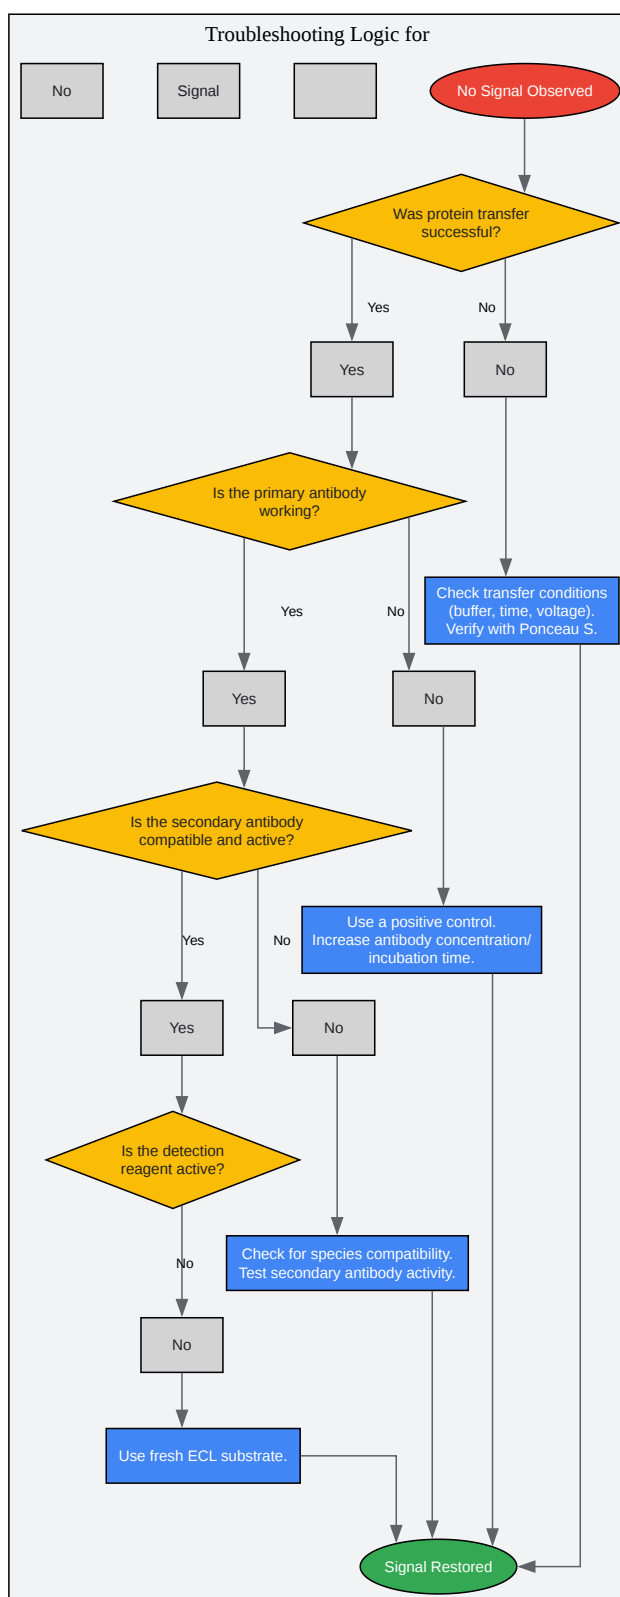 Troubleshooting Logic for
No
Signal
No Signal Observed
Was protein transfer
successful?
Yes
No
Yes
No
Is the primary antibody
working?
Check transfer conditions
(buffer, time, voltage).
Verify with Ponceau S.
Yes
No
Yes
No
Is the secondary antibody
compatible and active?
Use a positive control.
Increase antibody concentration/
incubation time.
Yes
No
Yes
No
Is the detection
reagent active?
Check for species compatibility.
Test secondary antibody activity.
No
No
Use fresh ECL substrate.
Signal Restored